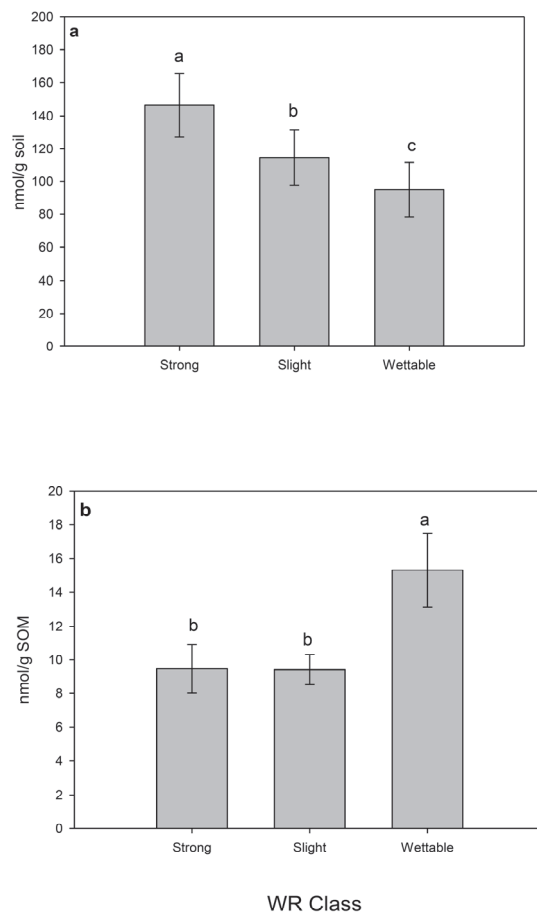 a
200
180
160
140
120
100
80
60
40
20
0
nmol/g soil
a
b
c
Strong Slight Wettable
b
20
18
16
14
12
10
8
6
4
2
0
nmol/g SOM
b
b
a
Strong Slight Wettable
WR Class